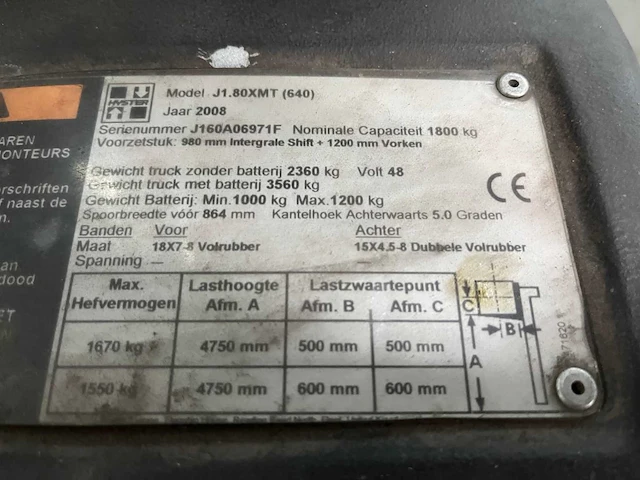 HYSTER
Model J1.80XMT (640)
Jaar 2008
Serienummer J160A06971F Nominale Capaciteit 1800 kg
Voorzetstuk: 980 mm Intergrale Shift + 1200 mm Vorken
Gewicht truck zonder batterij 2360 kg Volt 48
Gewicht truck met batterij 3560 kg
Gewicht Batterij: Min.1000 kg Max.1200 kg
Spoorbreedte vóór 864 mm Kantelhoek Achterwaarts 5.0 Graden
CE
Banden Voor Achter
Maat 18X7-8 Volrubber 15X4.5-8 Dubbele Volrubber
Spanning — —
Max. Hefvermogen Lasthoogte Afm. A Lastzwaartepunt Afm. B Afm. C
1670 kg 4750 mm 500 mm 500 mm
1550 kg 4750 mm 600 mm 600 mm
C
B
A
AREN
ONTEURS
orschriften
f naast de
n.
an
dood
ET